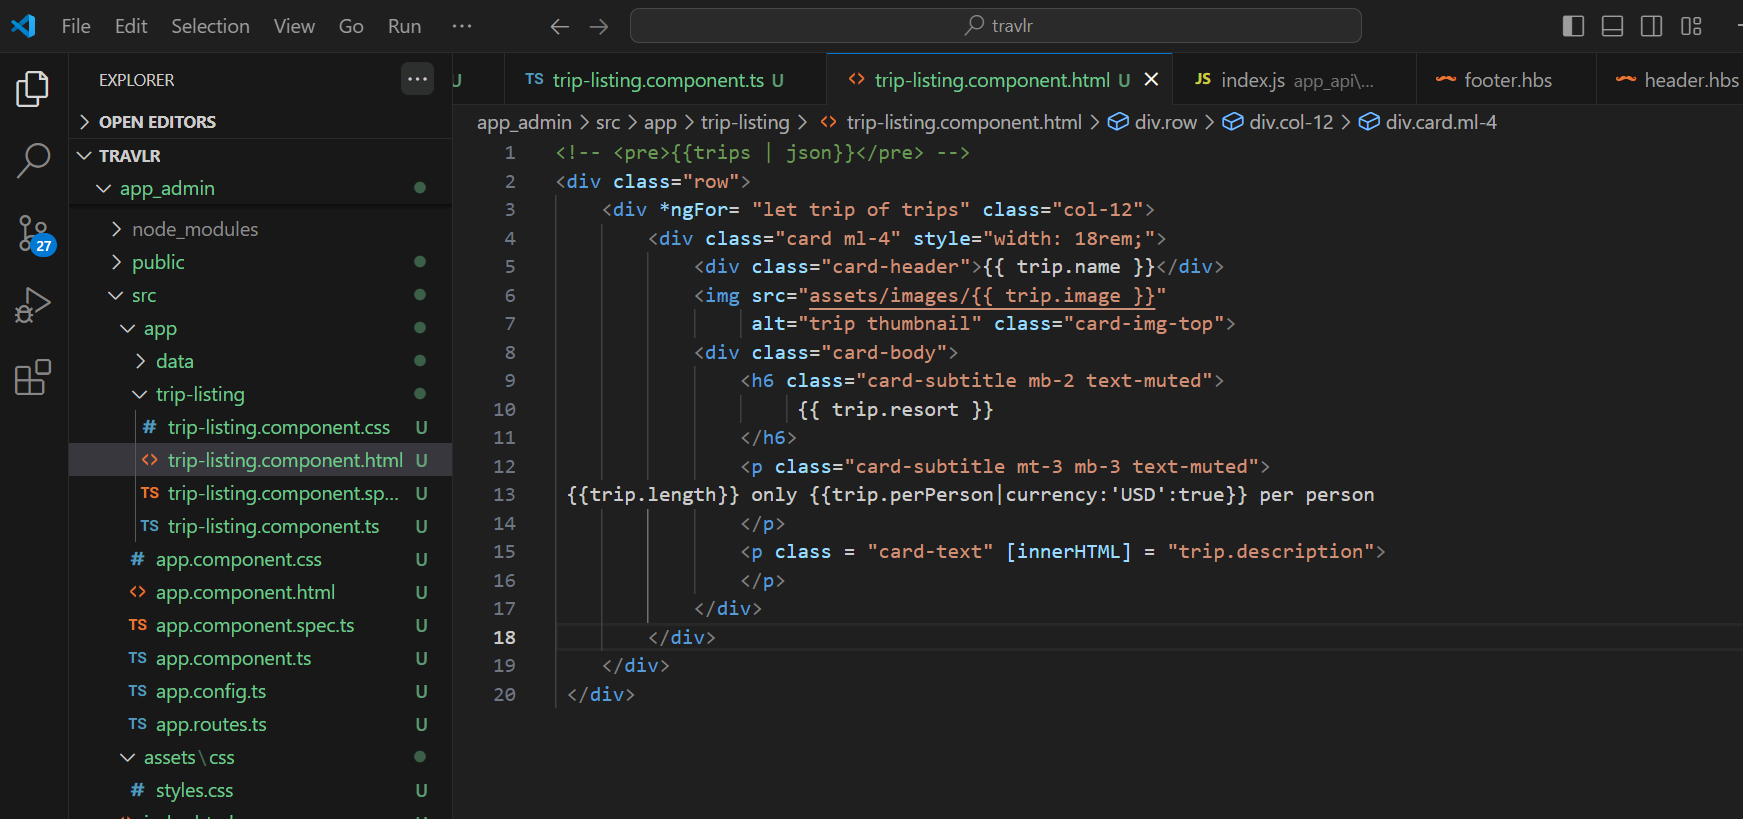 File Edit Selection View Go Run ··· travlr
EXPLORER ···
OPEN EDITORS
TRAVLR
app_admin
node_modules
27
public
src
app
data
trip-listing
# trip-listing.component.css U
<> trip-listing.component.html U
TS trip-listing.component.sp... U
TS trip-listing.component.ts U
# app.component.css U
<> app.component.html U
TS app.component.spec.ts U
TS app.component.ts U
TS app.config.ts U
TS app.routes.ts U
assets\css
# styles.css U
U TS trip-listing.component.ts U <> trip-listing.component.html U JS index.js app_api\... footer.hbs header.hbs
app_admin > src > app > trip-listing > <> trip-listing.component.html > div.row > div.col-12 > div.card.ml-4
1 <!-- <pre>{{trips | json}}</pre> -->
2 <div class="row">
3 <div *ngFor= "let trip of trips" class="col-12">
4 <div class="card ml-4" style="width: 18rem;">
5 <div class="card-header">{{ trip.name }}</div>
6 <img src="assets/images/{{ trip.image }}"
7 alt="trip thumbnail" class="card-img-top">
8 <div class="card-body">
9 <h6 class="card-subtitle mb-2 text-muted">
10 {{ trip.resort }}
11 </h6>
12 <p class="card-subtitle mt-3 mb-3 text-muted">
13 {{trip.length}} only {{trip.perPerson|currency:'USD':true}} per person
14 </p>
15 <p class = "card-text" [innerHTML] = "trip.description">
16 </p>
17 </div>
18 </div>
19 </div>
20 </div>